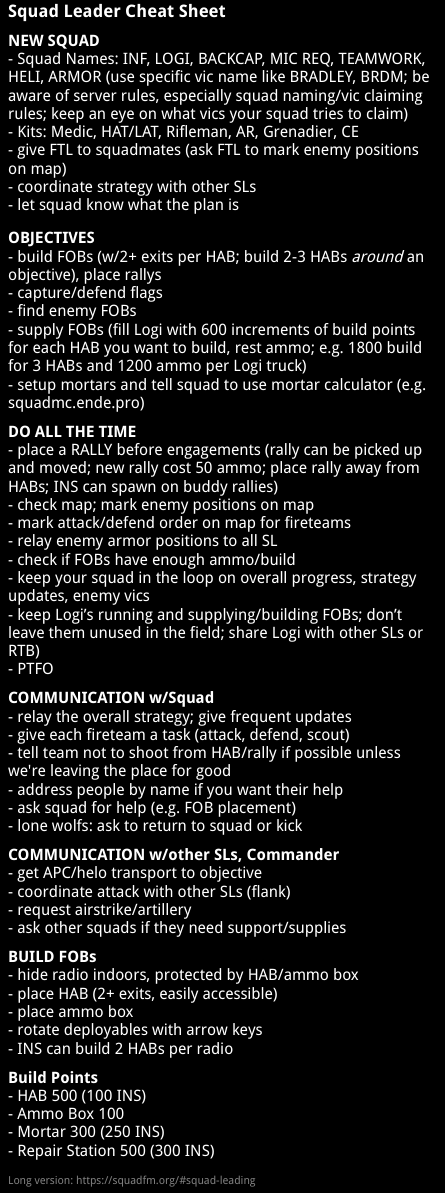 Squad Leader Cheat Sheet
NEW SQUAD
- Squad Names: INF, LOGI, BACKCAP, MIC REQ, TEAMWORK,
HELI, ARMOR (use specific vic name like BRADLEY, BRDM; be
aware of server rules, especially squad naming/vic claiming
rules; keep an eye on what vics your squad tries to claim)
- Kits: Medic, HAT/LAT, Rifleman, AR, Grenadier, CE
- give FTL to squadmates (ask FTL to mark enemy positions
on map)
- coordinate strategy with other SLs
- let squad know what the plan is
OBJECTIVES
- build FOBs (w/2+ exits per HAB; build 2-3 HABs around an
objective), place rallys
- capture/defend flags
- find enemy FOBs
- supply FOBs (fill Logi with 600 increments of build points
for each HAB you want to build, rest ammo; e.g. 1800 build
for 3 HABs and 1200 ammo per Logi truck)
- setup mortars and tell squad to use mortar calculator (e.g.
squadmc.ende.pro)
DO ALL THE TIME
- place a RALLY before engagements (rally can be picked up
and moved; new rally cost 50 ammo; place rally away from
HABs; INS can spawn on buddy rallies)
- check map; mark enemy positions on map
- mark attack/defend order on map for fireteams
- relay enemy armor positions to all SL
- check if FOBs have enough ammo/build
- keep your squad in the loop on overall progress, strategy
updates, enemy vics
- keep Logi’s running and supplying/building FOBs; don’t
leave them unused in the field; share Logi with other SLs or
RTB)
- PTFO
COMMUNICATION w/Squad
- relay the overall strategy; give frequent updates
- give each fireteam a task (attack, defend, scout)
- tell team not to shoot from HAB/rally if possible unless
we're leaving the place for good
- address people by name if you want their help
- ask squad for help (e.g. FOB placement)
- lone wolfs: ask to return to squad or kick
COMMUNICATION w/other SLs, Commander
- get APC/helo transport to objective
- coordinate attack with other SLs (flank)
- request airstrike/artillery
- ask other squads if they need support/supplies
BUILD FOBs
- hide radio indoors, protected by HAB/ammo box
- place HAB (2+ exits, easily accessible)
- place ammo box
- rotate deployables with arrow keys
- INS can build 2 HABs per radio
Build Points
- HAB 500 (100 INS)
- Ammo Box 100
- Mortar 300 (250 INS)
- Repair Station 500 (300 INS)
Long version: https://squadfm.org/#squad-leading